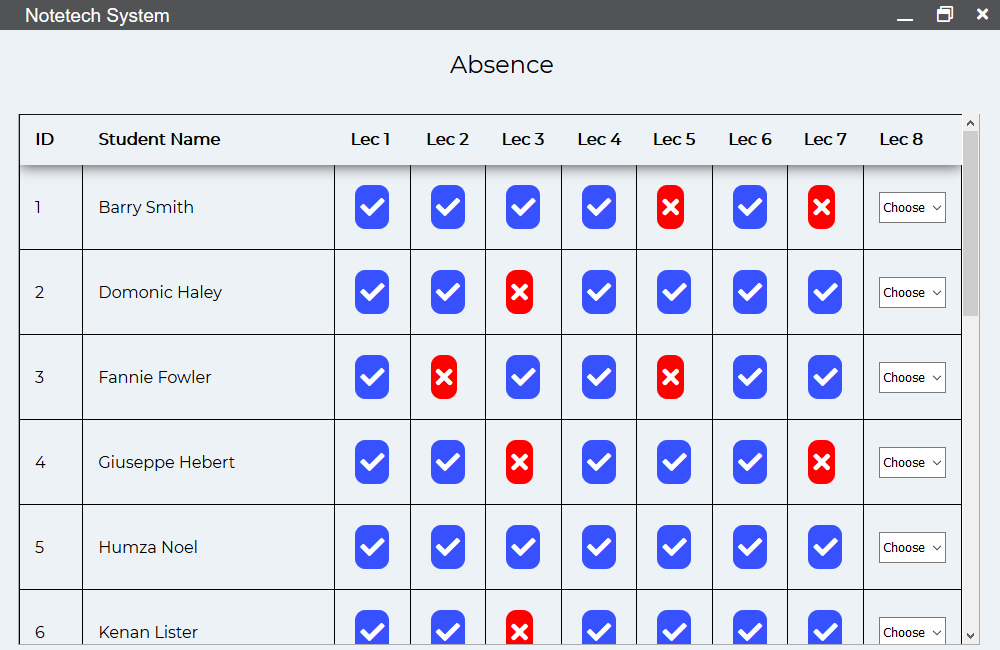 Notetech System
Absence
ID Student Name Lec 1 Lec 2 Lec 3 Lec 4 Lec 5 Lec 6 Lec 7 Lec 8
1 Barry Smith Choose
2 Domonic Haley Choose
3 Fannie Fowler Choose
4 Giuseppe Hebert Choose
5 Humza Noel Choose
6 Kenan Lister Choose